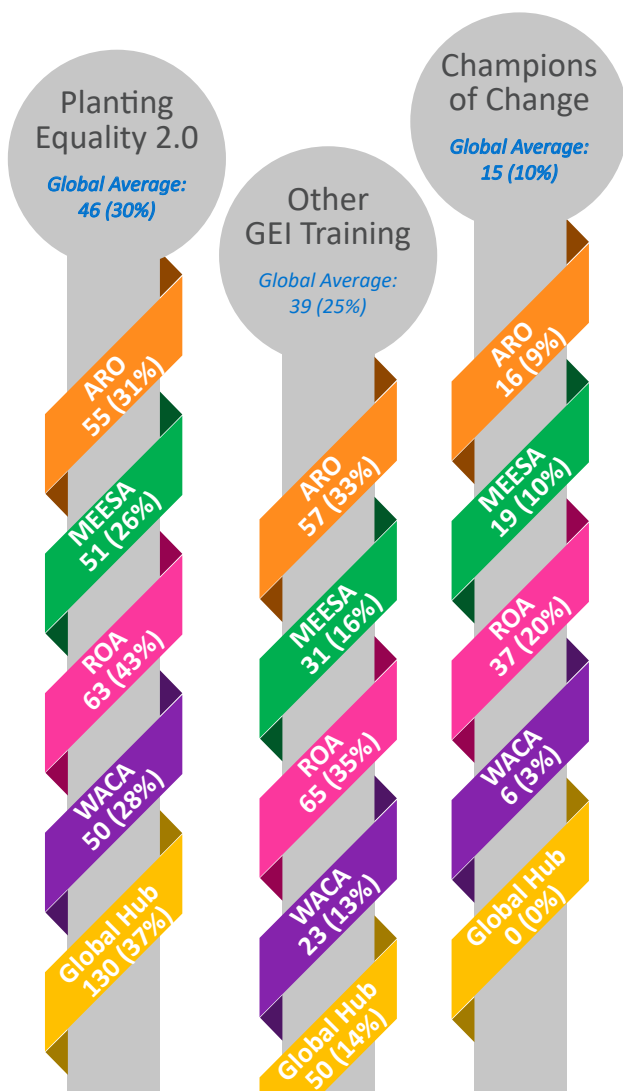 Planting
Equality 2.0
Global Average:
46 (30%)
ARO
55 (31%)
MEESA
51 (26%)
ROA
63 (43%)
WACA
50 (28%)
Global Hub
130 (37%)
Other
GEI Training
Global Average:
39 (25%)
ARO
57 (33%)
MEESA
31 (16%)
ROA
65 (35%)
WACA
23 (13%)
Global Hub
50 (14%)
Champions
of Change
Global Average:
15 (10%)
ARO
16 (9%)
MEESA
19 (10%)
ROA
37 (20%)
WACA
6 (3%)
Global Hub
0 (0%)